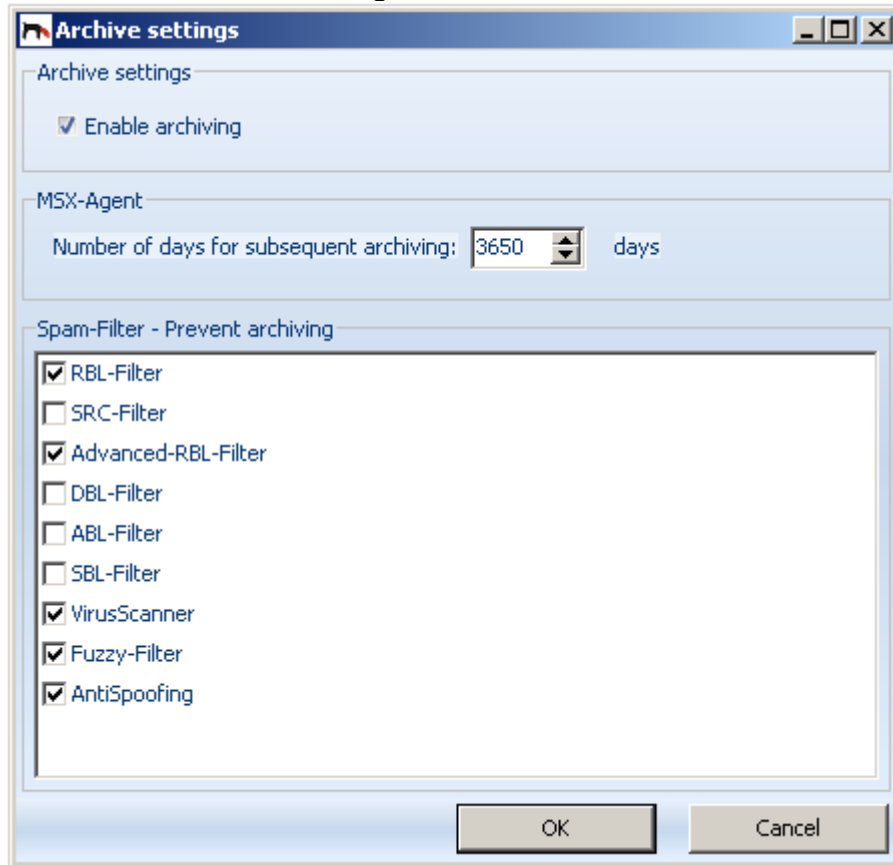 Archive settings
Archive settings
Enable archiving
MSX-Agent
Number of days for subsequent archiving: 3650 days
Spam-Filter - Prevent archiving
RBL-Filter
SRC-Filter
Advanced-RBL-Filter
DBL-Filter
ABL-Filter
SBL-Filter
VirusScanner
Fuzzy-Filter
AntiSpoofing
OK Cancel